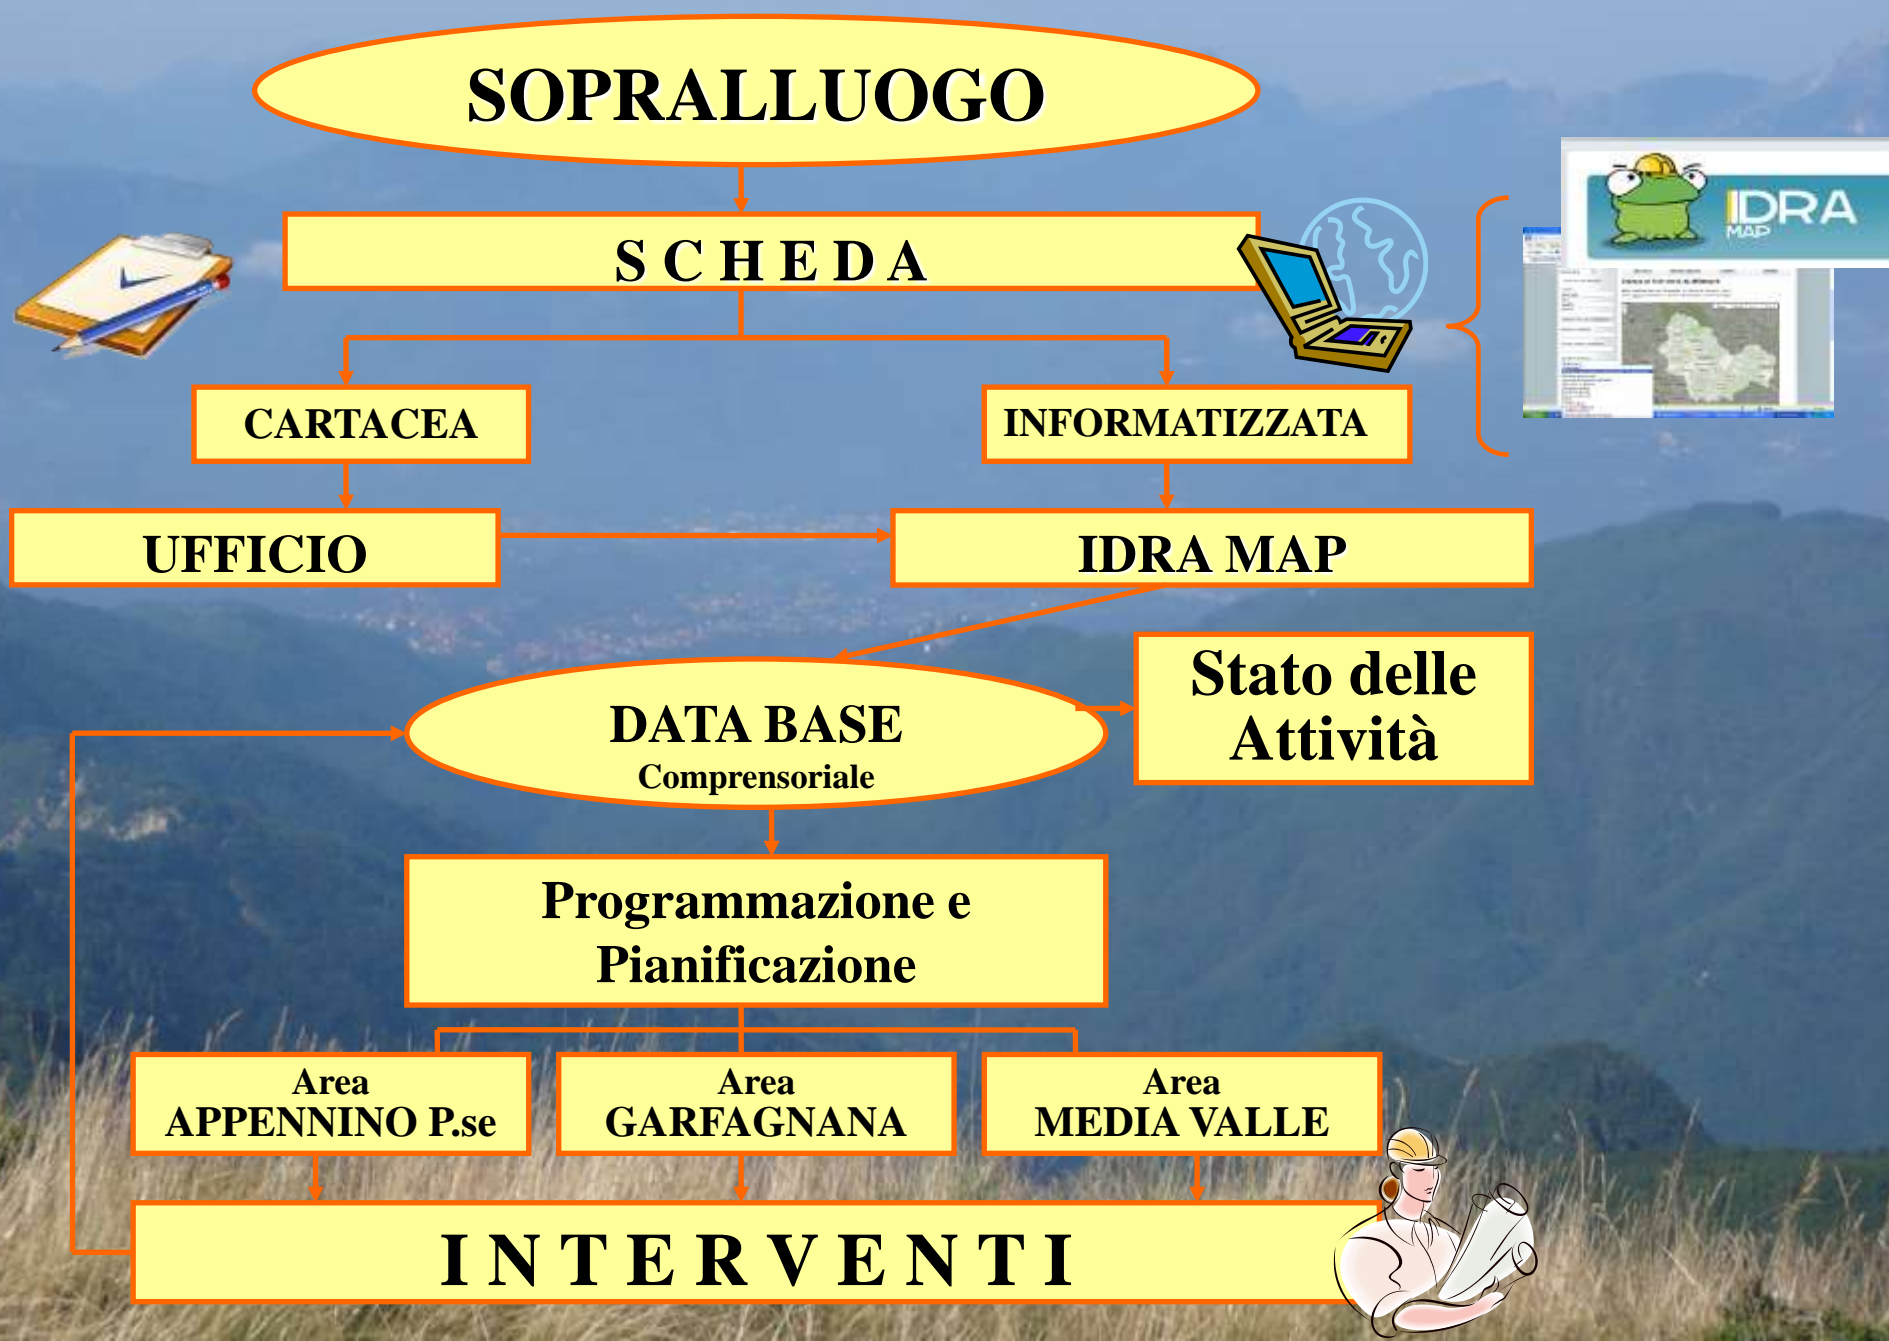 SOPRALLUOGO
S C H E D A
IDRA
MAP
CARTACEA
INFORMATIZZATA
UFFICIO
IDRA MAP
DATA BASE
Comprensoriale
Stato delle
Attività
Programmazione e
Pianificazione
Area
APPENNINO P.se
Area
GARFAGNANA
Area
MEDIA VALLE
I N T E R V E N T I